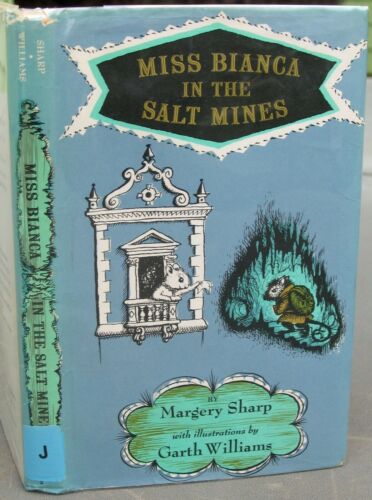 MISS BIANCA
IN THE
SALT MINES
BY
Margery Sharp
with illustrations by
Garth Williams
SHARP
WILLIAMS
MISS BIANCA IN THE SALT MINE
J